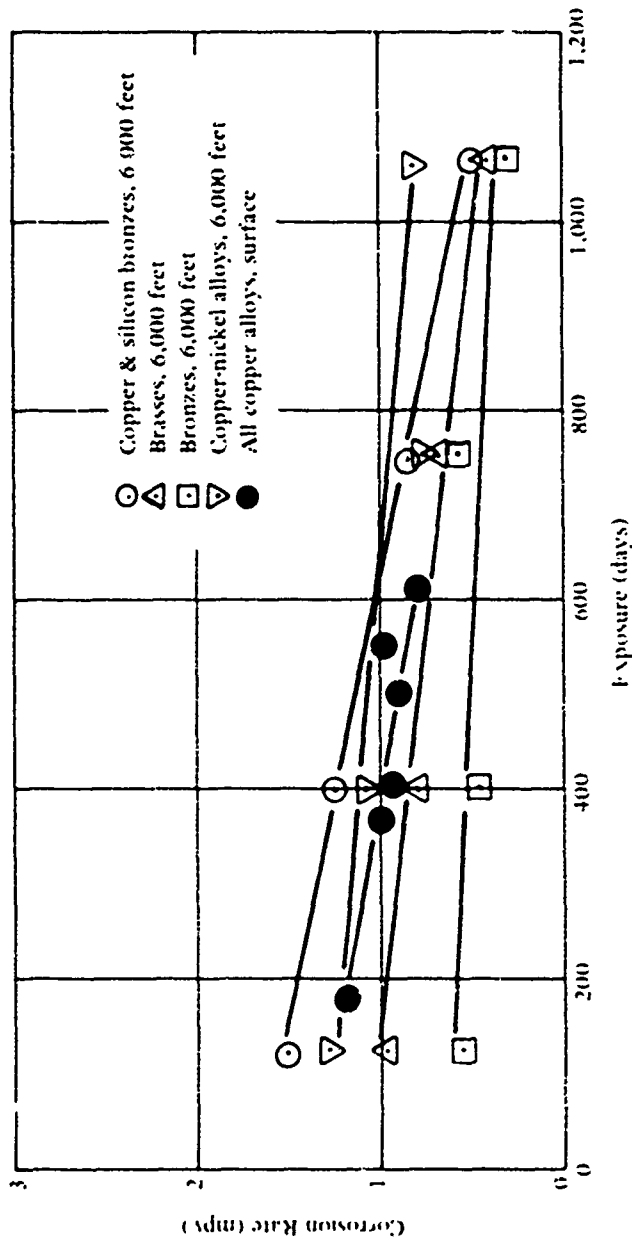 Copper & silicon bronzes, 6 000 feet
Brasses, 6,000 feet
Bronzes, 6,000 feet
Copper-nickel alloys, 6,000 feet
All copper alloys, surface
3
2
1
0
Corrosion Rate (mpy)
0
200
400
600
800
1,000
1,200
Exposure (days)